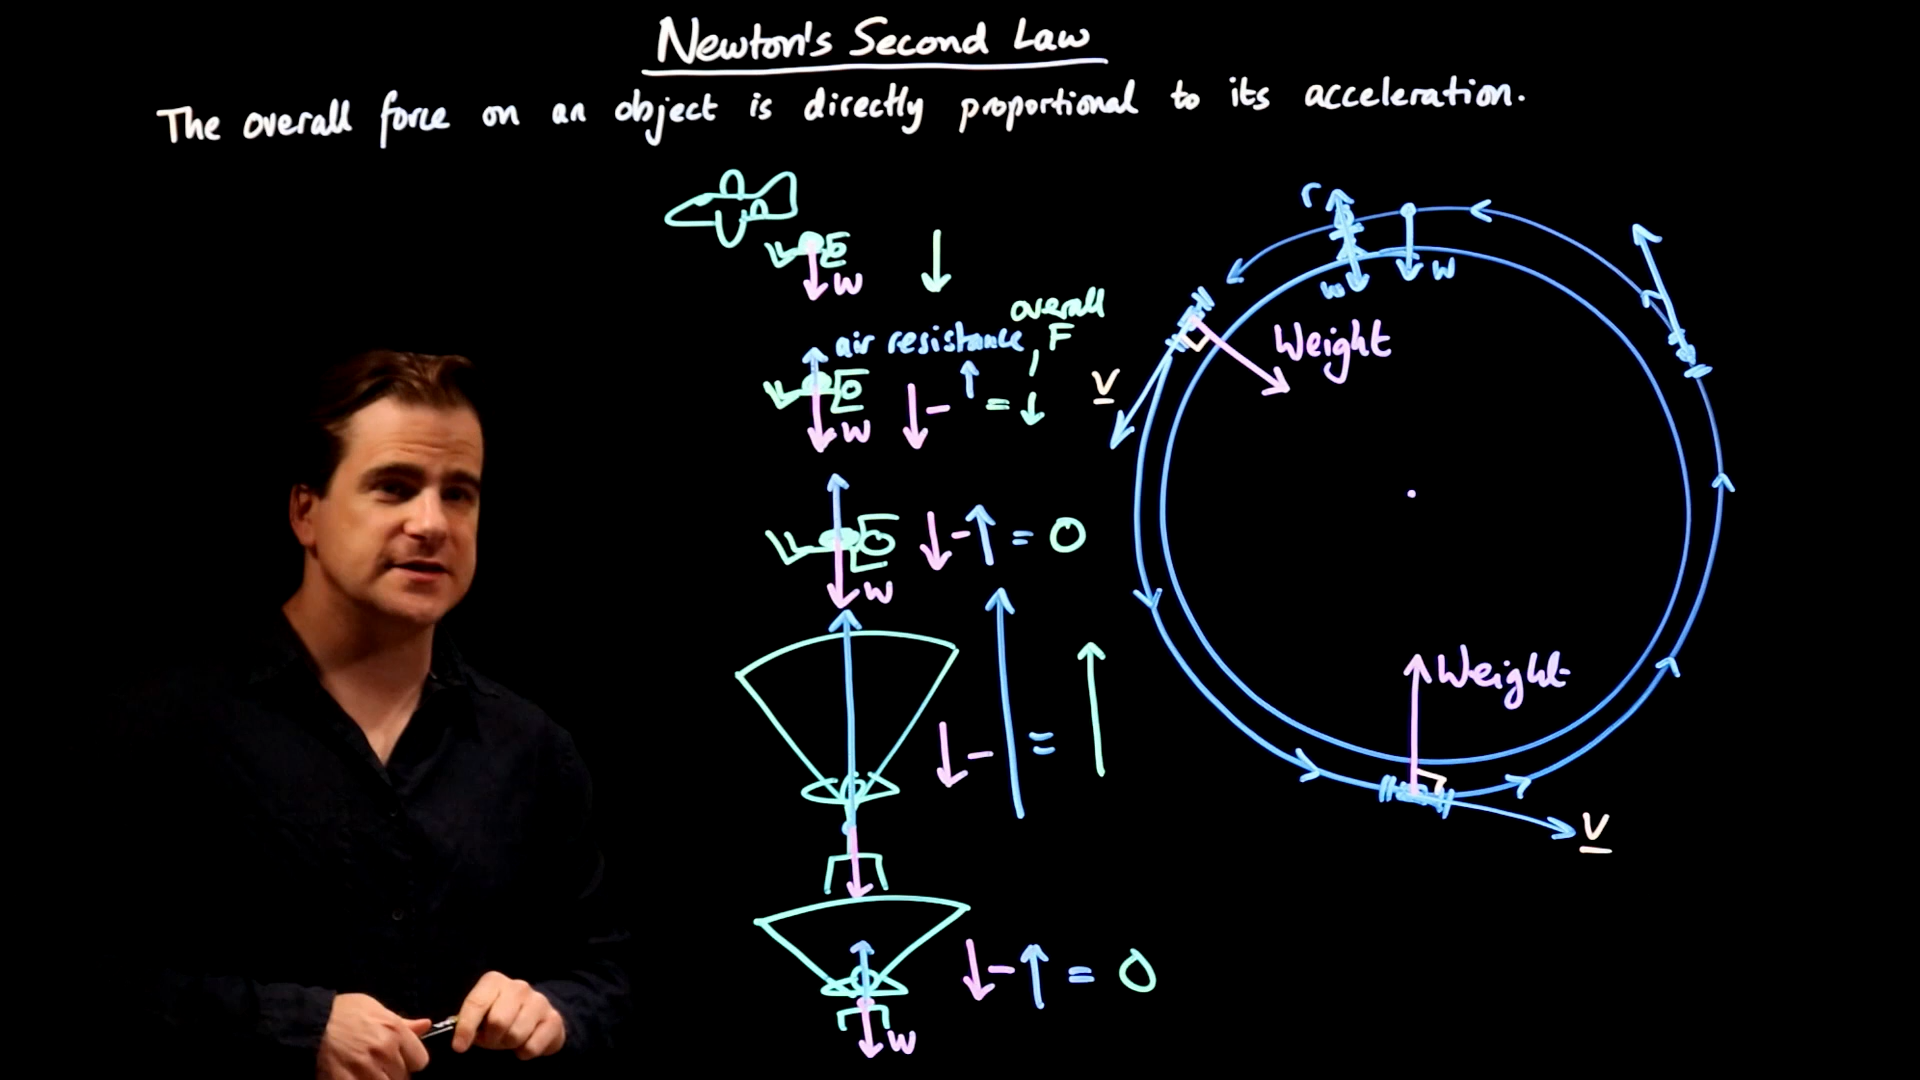 Newton's Second Law
The overall force on an object is directly proportional to its acceleration.
W
overall
F
air resistance
W
- =
W
- = 0
- =
W
- = 0
r
w
W
Weight
v
Weight
v